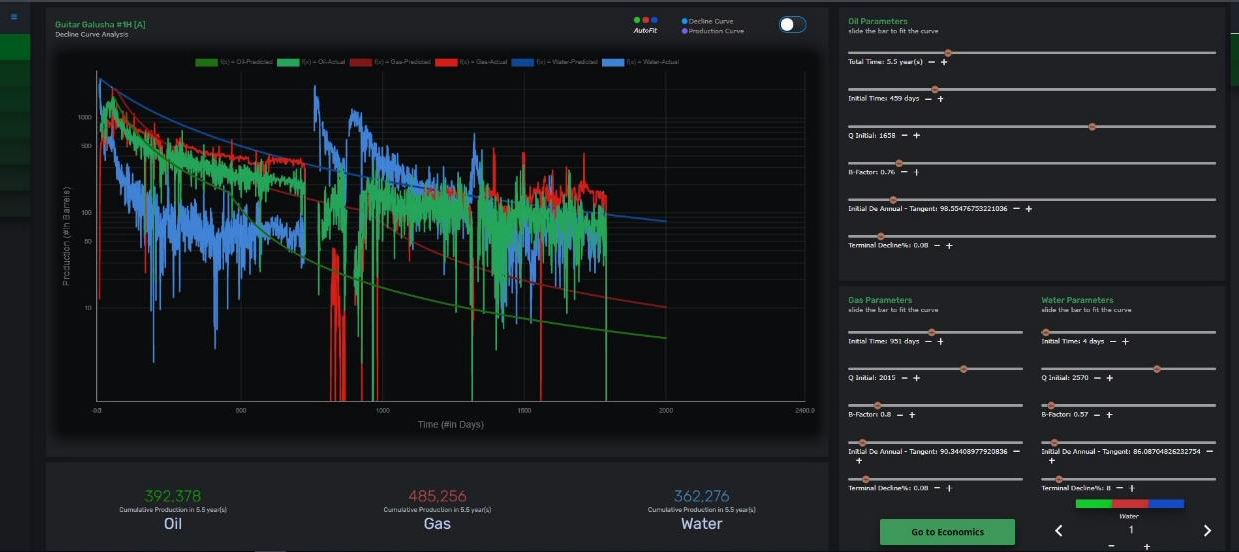 Guitar Galusha #1H [A]
Decline Curve Analysis
AutoFit
Decline Curve
Production Curve
f(x) = Oil-Predicted
f(x) = Oil-Actual
f(x) = Gas-Predicted
f(x) = Gas-Actual
f(x) = Water-Predicted
f(x) = Water-Actual
Production (#in Barrels)
1000
500
100
50
10
-0.0
500
1000
1500
2000
2400.0
Time (#in Days)
392,378
Cumulative Production in 5.5 year(s)
Oil
485,256
Cumulative Production in 5.5 year(s)
Gas
362,276
Cumulative Production in 5.5 year(s)
Water
Oil Parameters
slide the bar to fit the curve
Total Time: 5.5 year(s) − +
Initial Time: 459 days − +
Q Initial: 1658 − +
B-Factor: 0.76 − +
Initial De Annual - Tangent: 98.55476753221036 − +
Terminal Decline%: 0.08 − +
Gas Parameters
slide the bar to fit the curve
Initial Time: 951 days − +
Q Initial: 2015 − +
B-Factor: 0.8 − +
Initial De Annual - Tangent: 90.34408977920836 −
+
Terminal Decline%: 0.08 − +
Go to Economics
Water Parameters
slide the bar to fit the curve
Initial Time: 4 days − +
Q Initial: 2570 − +
B-Factor: 0.57 − +
Initial De Annual - Tangent: 86.08704826232754 −
+
Terminal Decline%: 8 − +
Water
1
− +